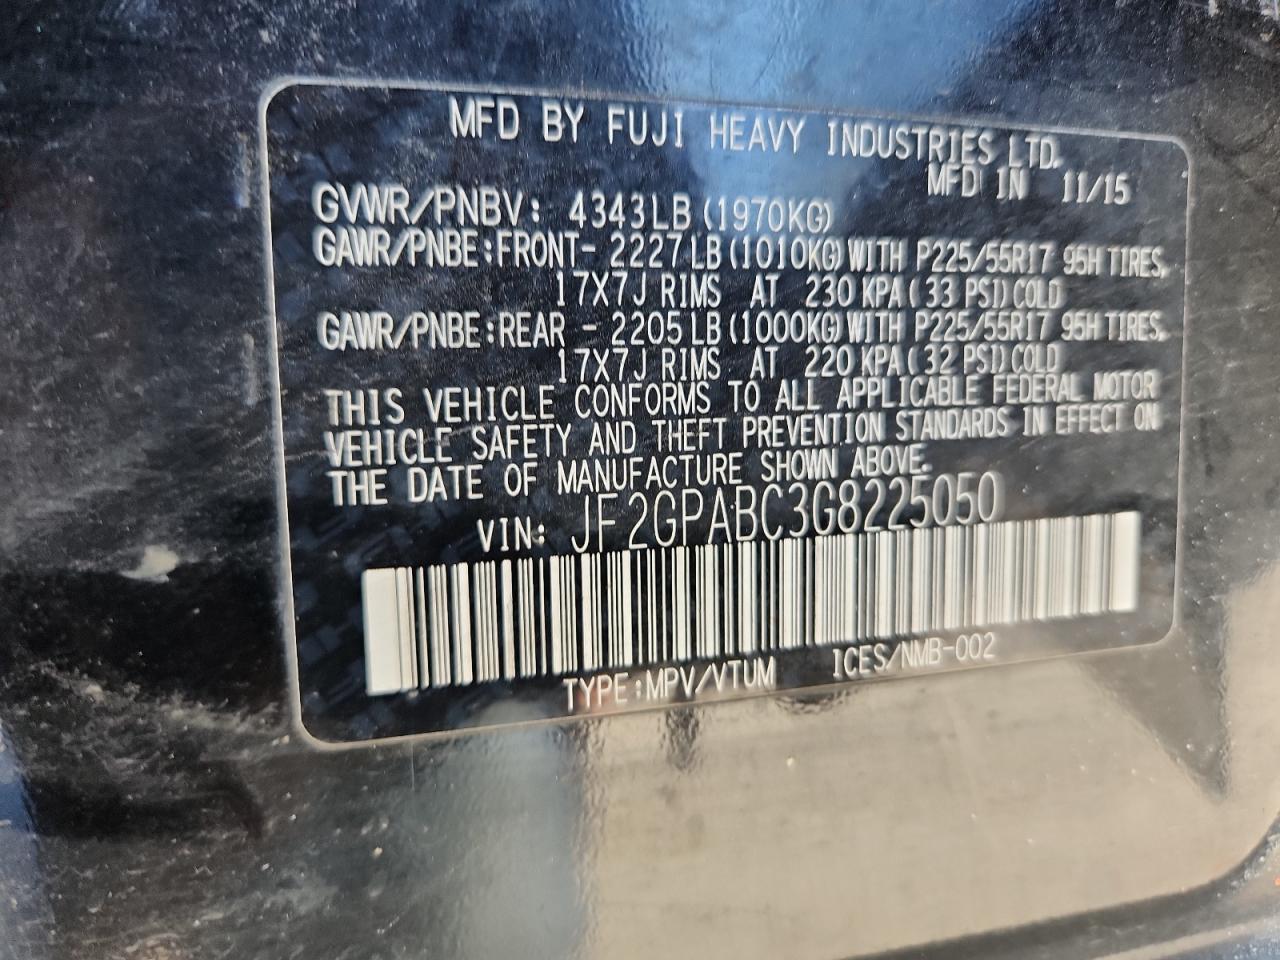 MFD BY FUJI HEAVY INDUSTRIES LTD.
MFD IN 11/15
GVWR/PNBV: 4343LB (1970KG)
GAWR/PNBE:FRONT- 2227 LB (1010KG) WITH P225/55R17 95H TIRES,
17X7J RIMS AT 230 KPA (33 PSI) COLD
GAWR/PNBE:REAR - 2205 LB (1000KG) WITH P225/55R17 95H TIRES,
17X7J RIMS AT 220 KPA (32 PSI) COLD
THIS VEHICLE CONFORMS TO ALL APPLICABLE FEDERAL MOTOR
VEHICLE SAFETY AND THEFT PREVENTION STANDARDS IN EFFECT ON
THE DATE OF MANUFACTURE SHOWN ABOVE.
VIN: JF2GPABC3G8225050
TYPE:MPV/VTUM ICES/NMB-002